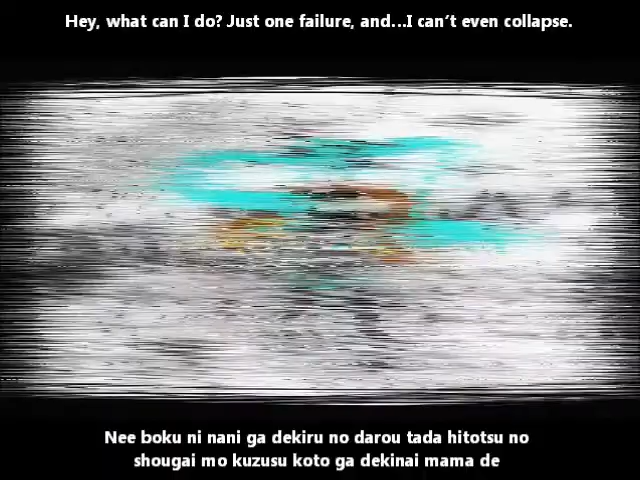 Hey, what can I do? Just one failure, and...I can't even collapse.
Nee boku ni nani ga dekiru no darou tada hitotsu no
shougai mo kuzusu koto ga dekinai mama de